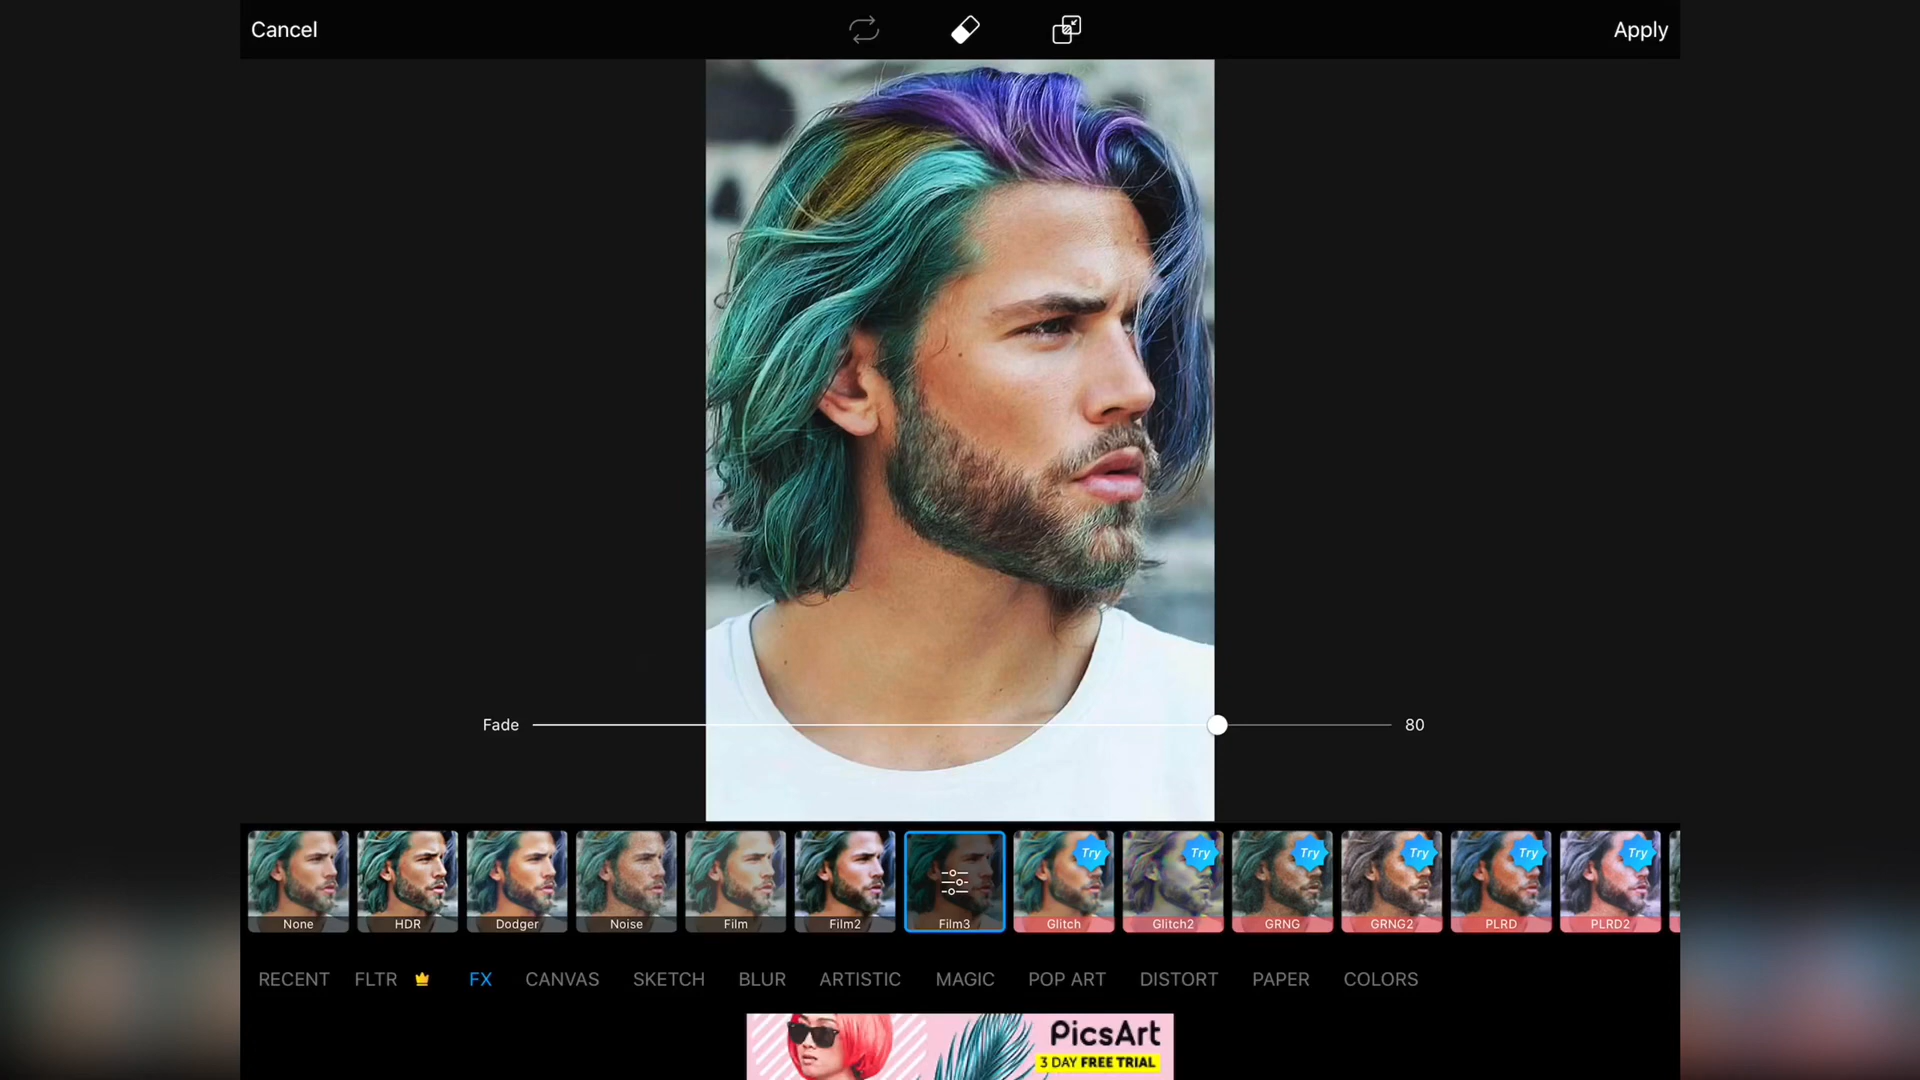 Cancel
Apply
Fade
80
Try
Try
Try
Try
Try
Try
None
HDR
Dodger
Noise
Film
Film2
Film3
Glitch
Glitch2
GRNG
GRNG2
PLRD
PLRD2
RECENT FLTR FX CANVAS SKETCH BLUR ARTISTIC MAGIC POP ART DISTORT PAPER COLORS
PicsArt
3 DAY FREE TRIAL